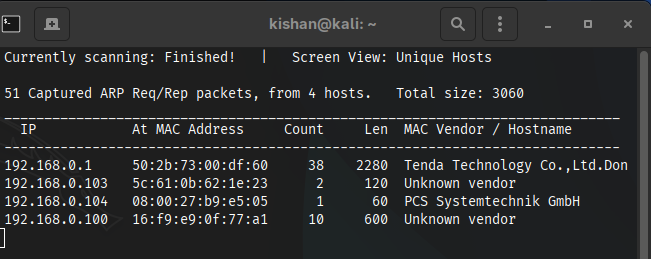 kishan@kali: ~
Currently scanning: Finished!   |   Screen View: Unique Hosts
51 Captured ARP Req/Rep packets, from 4 hosts.   Total size: 3060
IP            At MAC Address     Count     Len  MAC Vendor / Hostname
192.168.0.1     50:2b:73:00:df:60     38    2280  Tenda Technology Co.,Ltd.Don
192.168.0.103   5c:61:0b:62:1e:23      2     120  Unknown vendor
192.168.0.104   08:00:27:b9:e5:05      1      60  PCS Systemtechnik GmbH
192.168.0.100   16:f9:e9:0f:77:a1     10     600  Unknown vendor